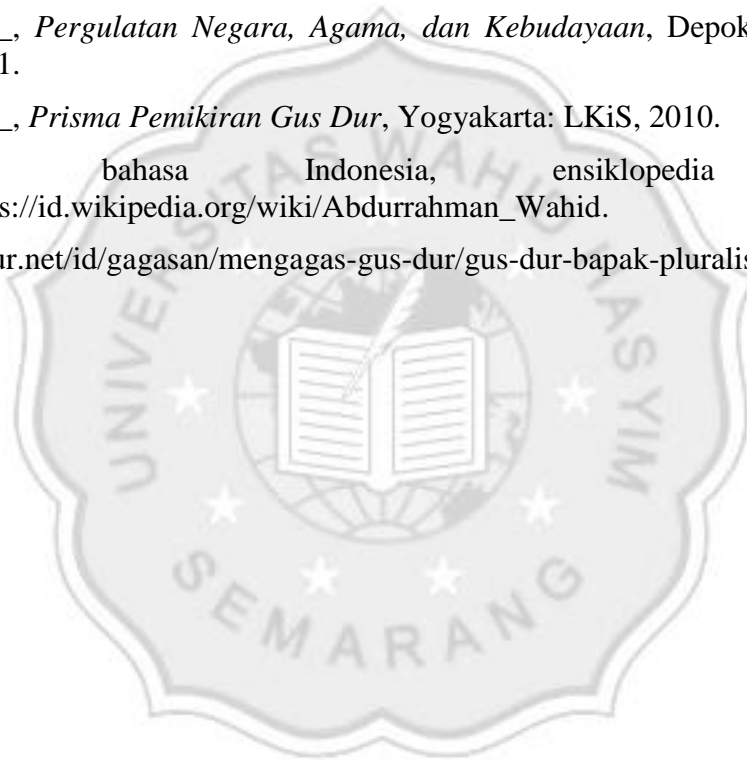 _, Pergulatan Negara, Agama, dan Kebudayaan, Depok
1.
_, Prisma Pemikiran Gus Dur, Yogyakarta: LKiS, 2010.
bahasa Indonesia, ensiklopedia
s://id.wikipedia.org/wiki/Abdurrahman_Wahid.
ur.net/id/gagasan/mengagas-gus-dur/gus-dur-bapak-pluralis
UNIVERSITAS WAHID HASYIM
SEMARANG